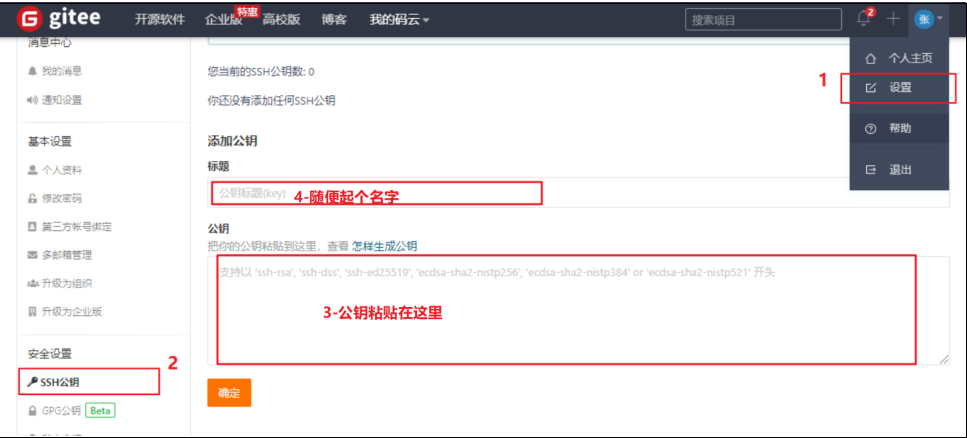 gitee 开源软件 企业版 特惠 高校版 博客 我的码云 搜索项目 2 张
消息中心
我的消息
通知设置
基本设置
个人资料
修改密码
第三方帐号绑定
多邮箱管理
升级为组织
升级为企业版
安全设置
2
SSH公钥
GPG公钥 Beta
您当前的SSH公钥数: 0
你还没有添加任何SSH公钥
添加公钥
标题
公钥标题(key) 4-随便起个名字
公钥
把你的公钥粘贴到这里，查看 怎样生成公钥
支持以 'ssh-rsa', 'ssh-dss', 'ssh-ed25519', 'ecdsa-sha2-nistp256', 'ecdsa-sha2-nistp384' or 'ecdsa-sha2-nistp521' 开头
3-公钥粘贴在这里
确定
个人主页
1
设置
帮助
退出